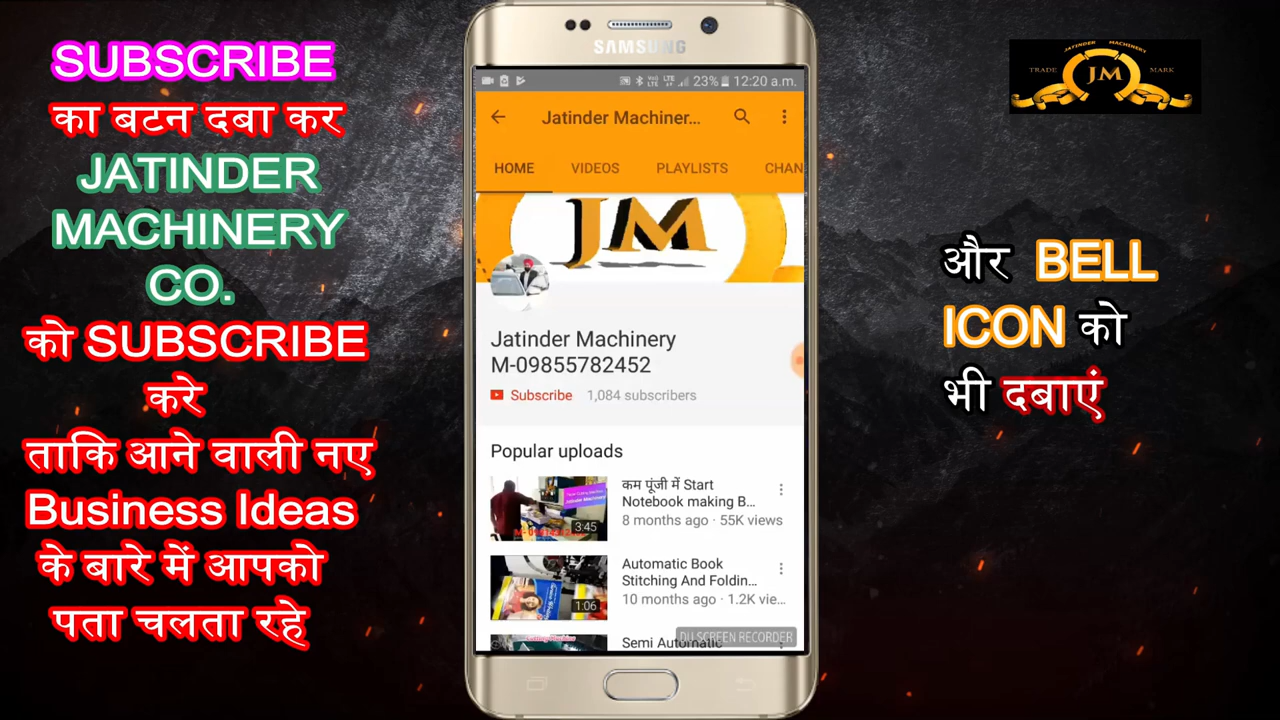 SUBSCRIBE
का बटन दबा कर
JATINDER
MACHINERY
CO.
को SUBSCRIBE
करे
ताकि आने वाली नए
Business Ideas
के बारे में आपको
पता चलता रहे
SAMSUNG
23% 12:20 a.m.
Jatinder Machiner...
HOME VIDEOS PLAYLISTS CHAN
JM
Jatinder Machinery
M-09855782452
Subscribe 1,084 subscribers
Popular uploads
कम पूंजी में Start
Notebook making B...
8 months ago · 55K views
3:45
Automatic Book
Stitching And Foldin...
10 months ago · 1.2K vie...
1:06
Semi Automatic
DU SCREEN RECORDER
JATINDER MACHINERY
TRADE JM MARK
और BELL
ICON को
भी दबाएं